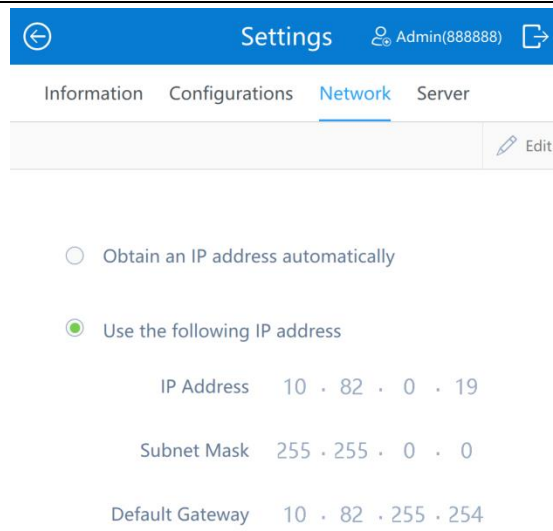 Settings Admin(888888)
Information Configurations Network Server
Edit
Obtain an IP address automatically
Use the following IP address
IP Address 10 . 82 . 0 . 19
Subnet Mask 255 . 255 . 0 . 0
Default Gateway 10 . 82 . 255 . 254